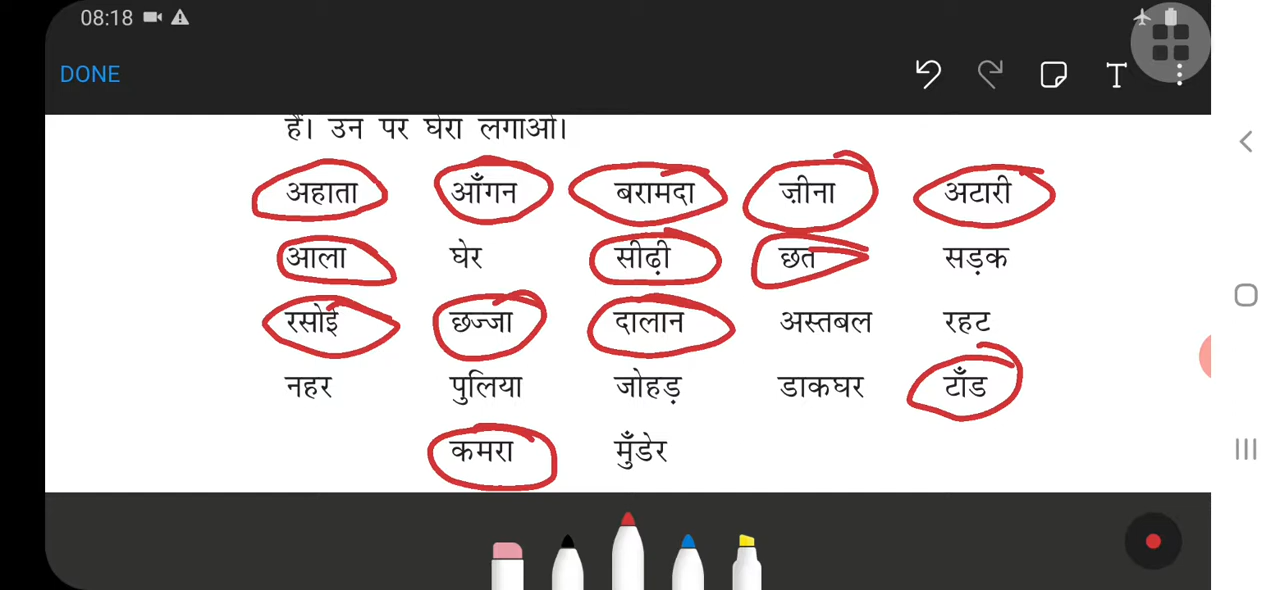 08:18
DONE
T
हैं। उन पर घेरा लगाओ।
अहाता आँगन बरामदा ज़ीना अटारी
आला घेर सीढ़ी छत सड़क
रसोई छज्जा दालान अस्तबल रहट
नहर पुलिया जोहड़ डाकघर टाँड
कमरा मुँडेर